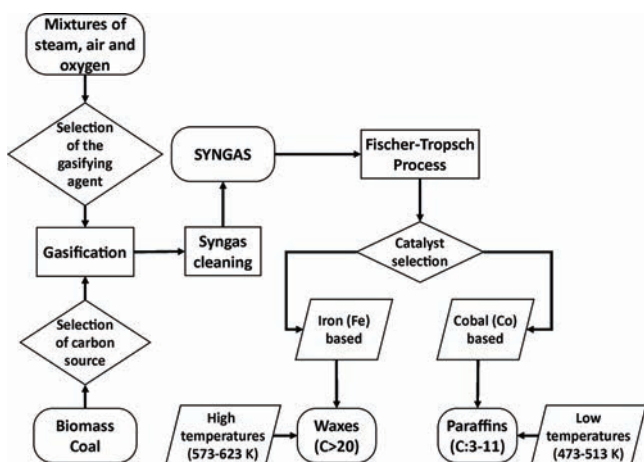 Mixtures of
steam, air and
oxygen
Selection
of the
gasifying
agent
SYNGAS
Fischer-Tropsch
Process
Gasification
Syngas
cleaning
Catalyst
selection
Selection
of carbon
source
Iron (Fe)
based
Cobal (Co)
based
Biomass
Coal
High
temperatures
(573-623 K)
Waxes
(C>20)
Paraffins
(C:3-11)
Low
temperatures
(473-513 K)